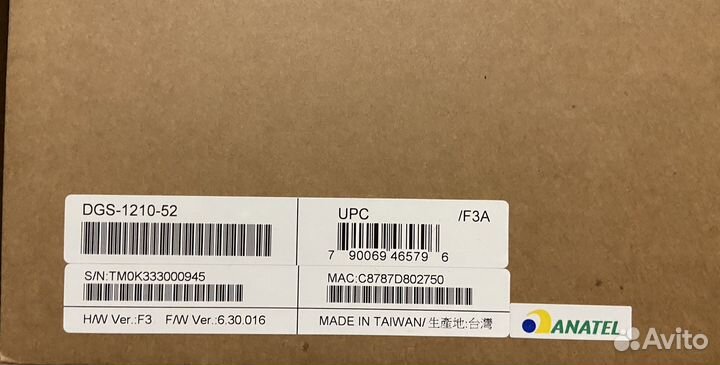 DGS-1210-52
UPC /F3A
7 90069 46579 6
S/N:TM0K333000945
MAC:C8787D802750
H/W Ver.:F3 F/W Ver.:6.30.016
MADE IN TAIWAN/ 生產地:台灣
ANATEL
Avito